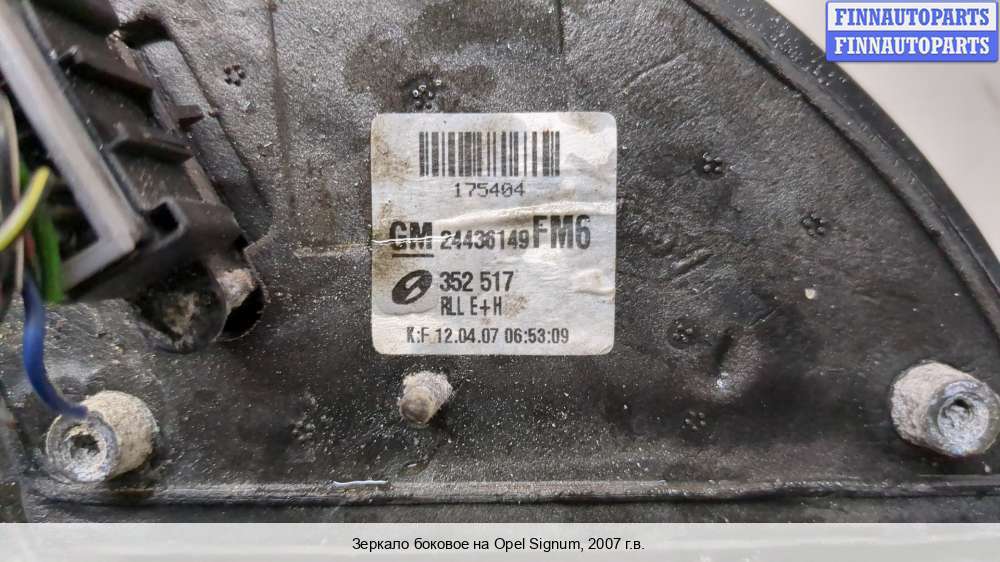 FINNAUTOPARTS
FINNAUTOPARTS
175404
GM 24436149 FM6
352 517
RLL E+H
K:F 12.04.07 06:53:09
Зеркало боковое на Opel Signum, 2007 г.в.